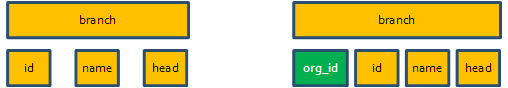 branch
id name head
branch
org_id id name head